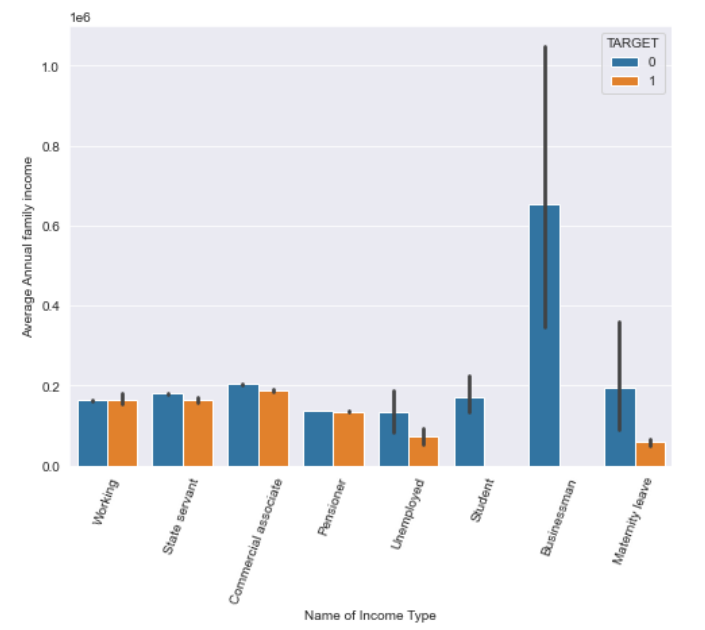 1e6
TARGET
0
1
1.0
0.8
0.6
0.4
0.2
0.0
Average Annual family income
Working
State servant
Commercial associate
Pensioner
Unemployed
Student
Businessman
Maternity leave
Name of Income Type